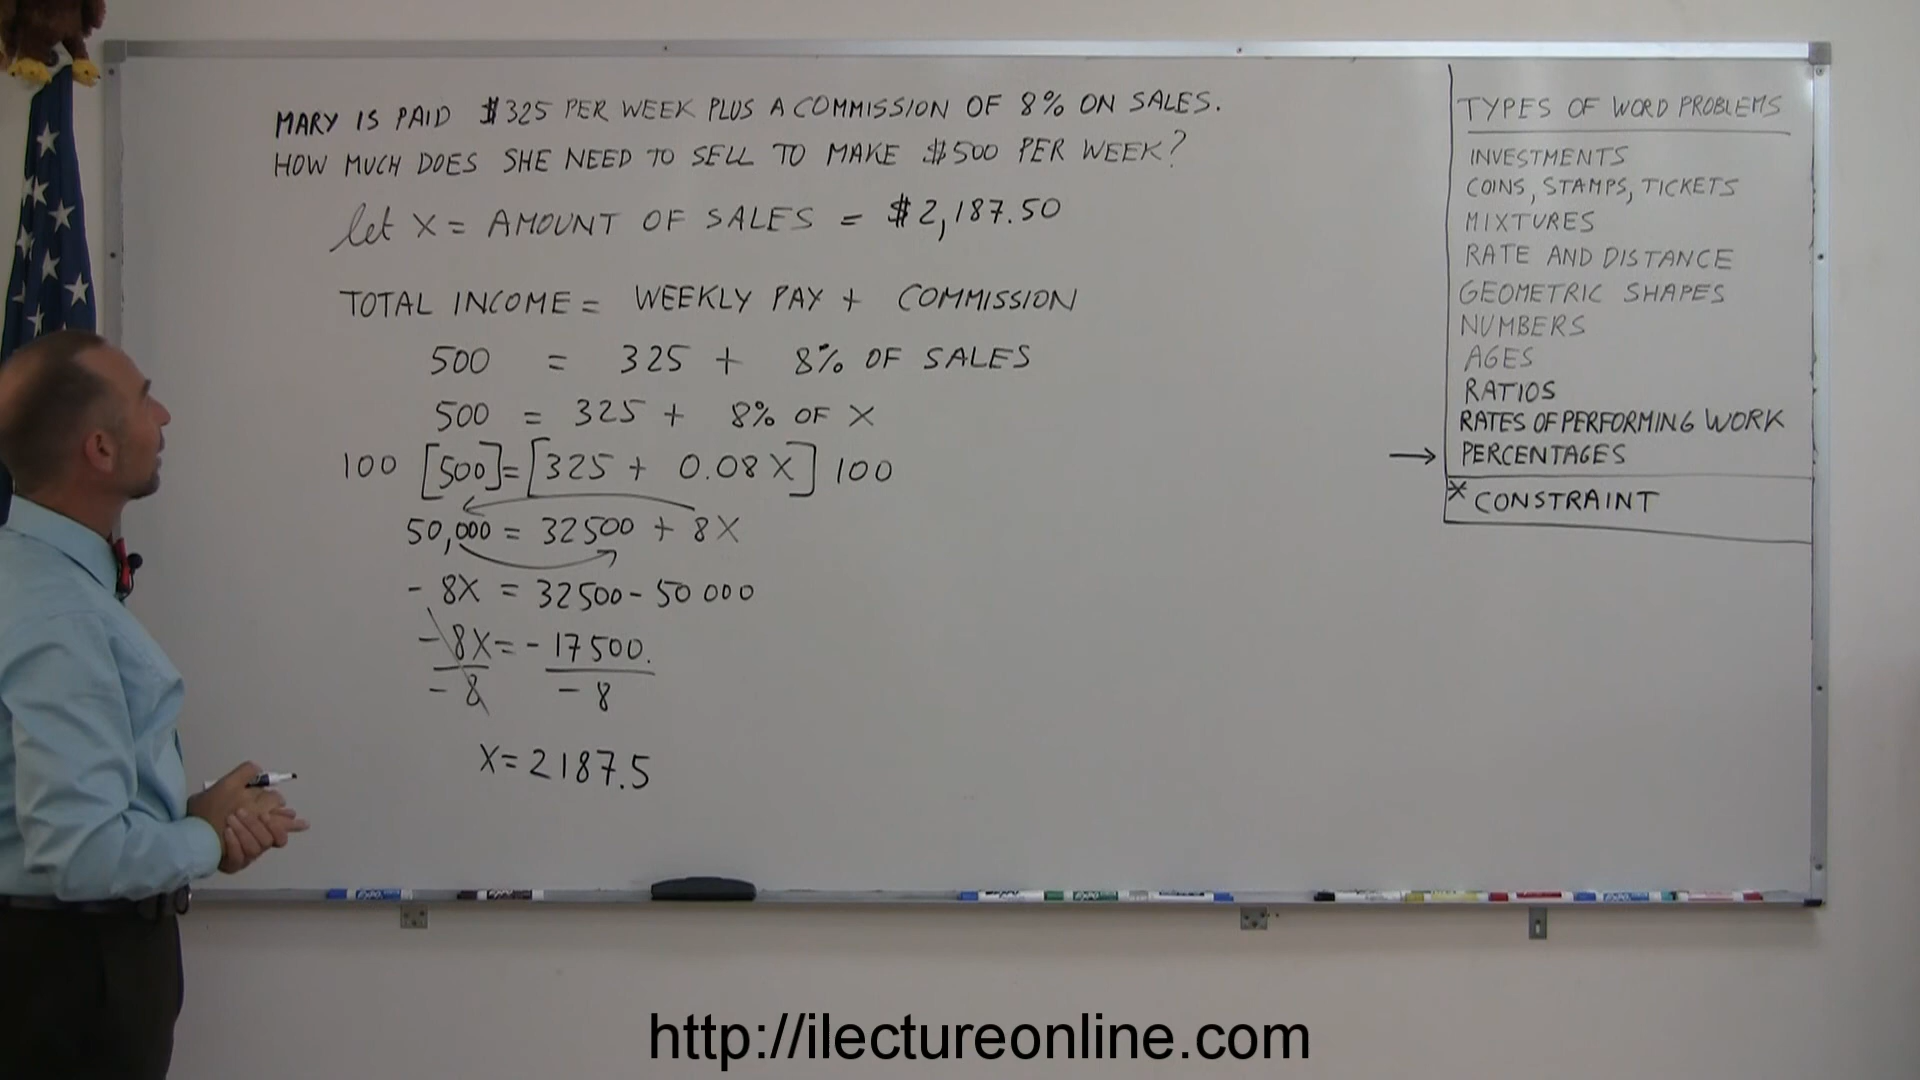 MARY IS PAID $325 PER WEEK PLUS A COMMISSION OF 8% ON SALES.
HOW MUCH DOES SHE NEED TO SELL TO MAKE $500 PER WEEK?
let X = AMOUNT OF SALES = $2,187.50
TOTAL INCOME = WEEKLY PAY + COMMISSION
500 = 325 + 8% OF SALES
500 = 325 + 8% OF X
100 [500] = [325 + 0.08X] 100
50,000 = 32500 + 8X
- 8X = 32500 - 50000
- 8X = - 17500.
- 8 - 8
X = 2187.5
TYPES OF WORD PROBLEMS
INVESTMENTS
COINS, STAMPS, TICKETS
MIXTURES
RATE AND DISTANCE
GEOMETRIC SHAPES
NUMBERS
AGES
RATIOS
RATES OF PERFORMING WORK
→ PERCENTAGES
* CONSTRAINT
http://ilectureonline.com